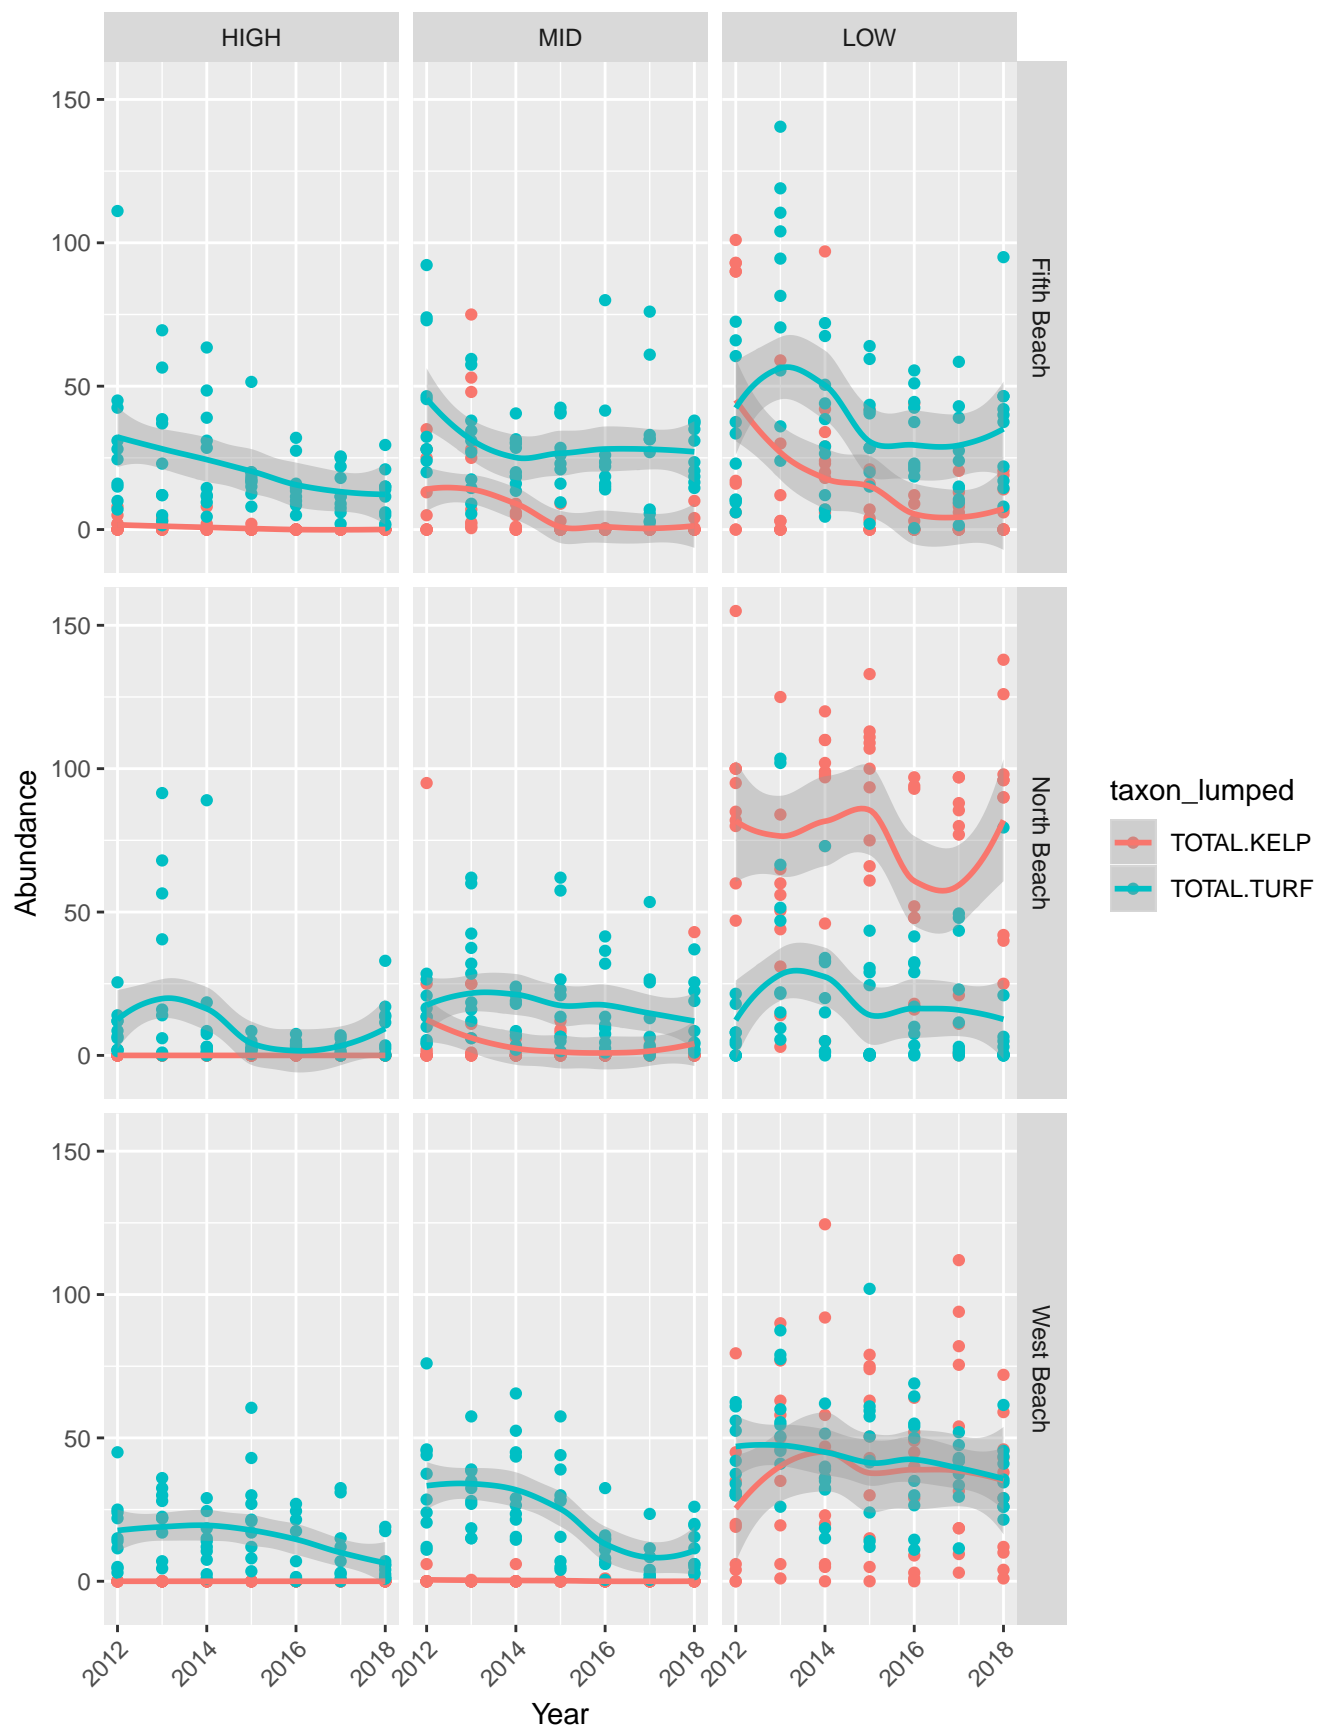 HIGH MID LOW
150
100
50
0
Fifth Beach
150
100
50
0
North Beach
150
100
50
0
West Beach
2012 2014 2016 2018 2012 2014 2016 2018 2012 2014 2016 2018
Year
Abundance
taxon_lumped
TOTAL.KELP
TOTAL.TURF